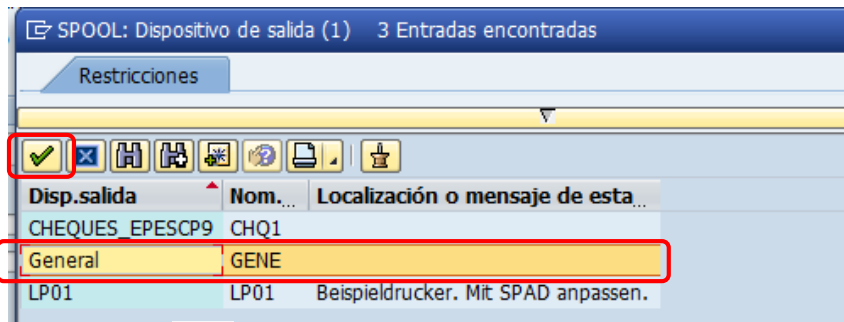 SPOOL: Dispositivo de salida (1) 3 Entradas encontradas
Restricciones
Disp.salida Nom... Localización o mensaje de esta...
CHEQUES_EPESCP9 CHQ1
General GENE
LP01 LP01 Beispieldrucker. Mit SPAD anpassen.